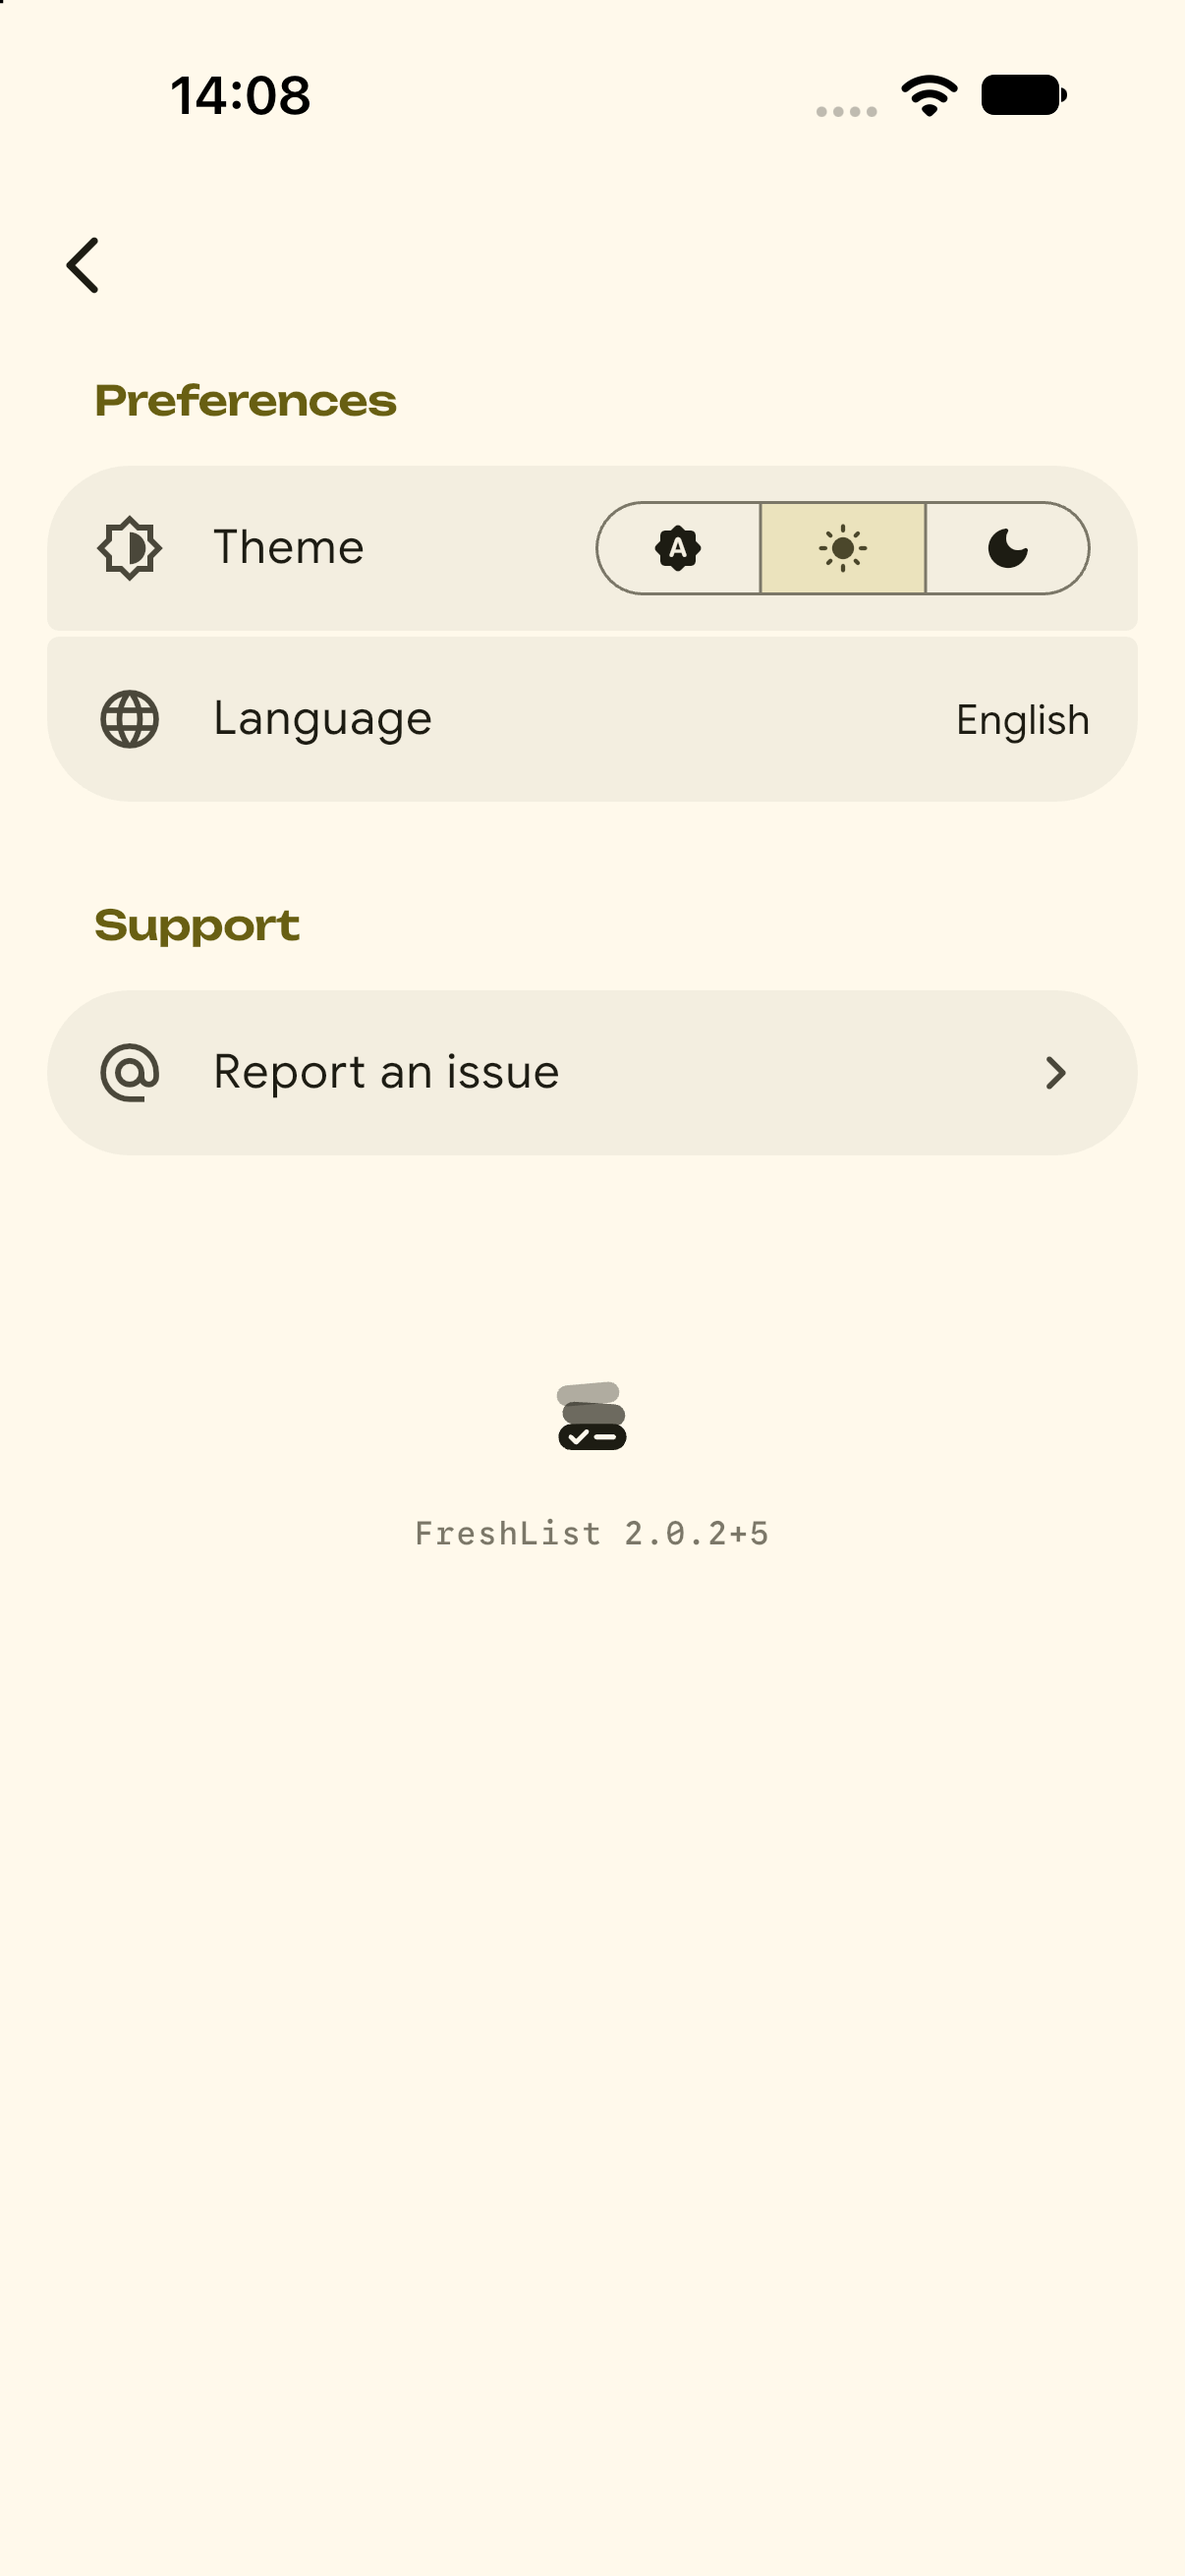 14:08
Preferences
Theme
A
Language
English
Support
Report an issue
FreshList 2.0.2+5